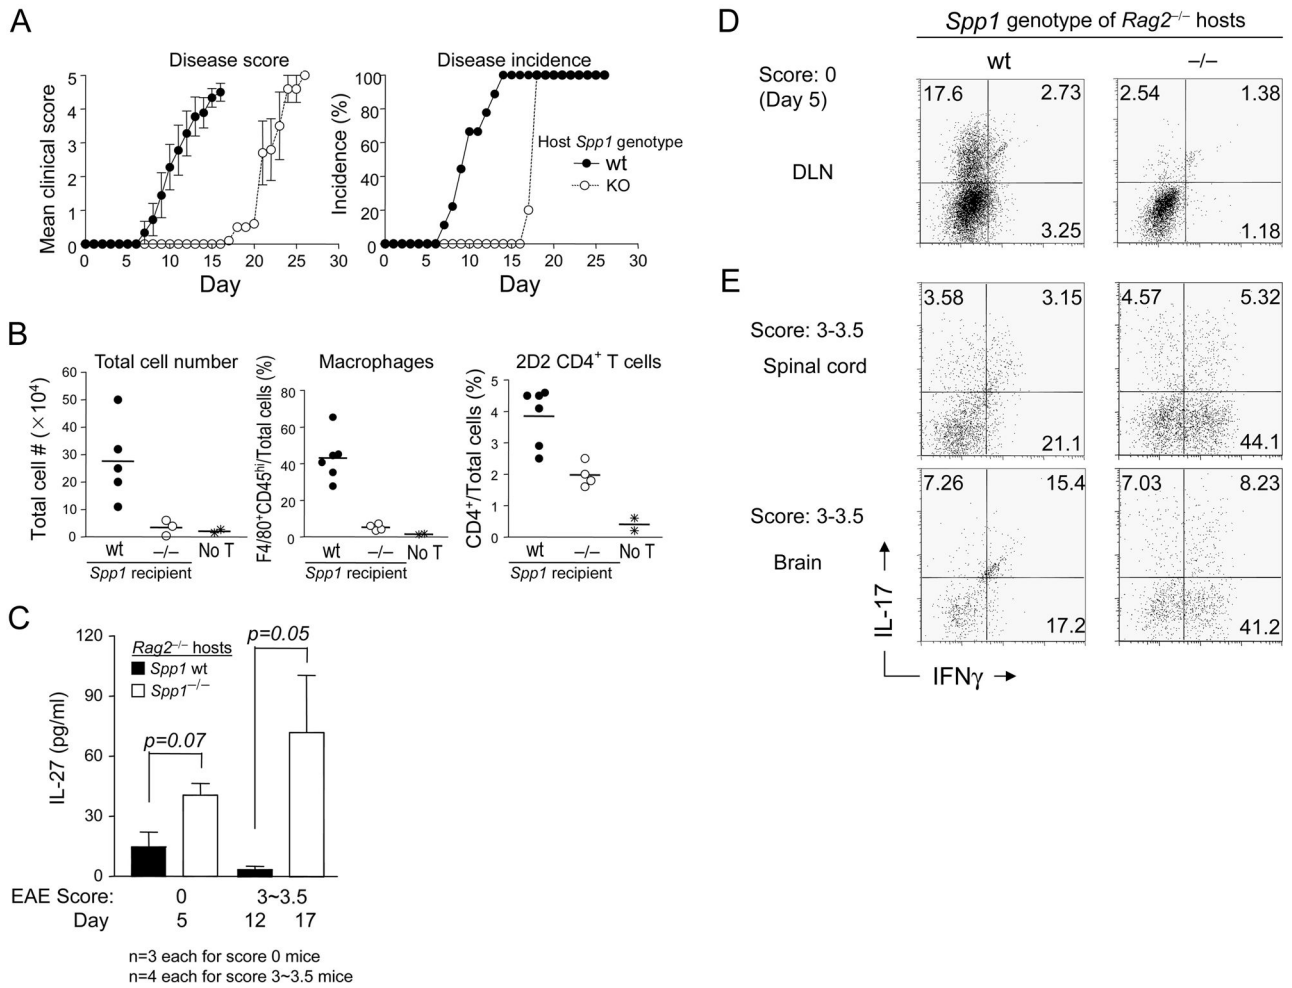 A
Disease score
Mean clinical score
5
4
3
2
1
0
0 5 10 15 20 25 30
Day
Disease incidence
Incidence (%)
100
80
60
40
20
0
0 5 10 15 20 25 30
Day
Host Spp1 genotype
wt
KO
B
Total cell number
Total cell # (×10⁴)
60
50
40
30
20
10
0
wt –/– No T
Spp1 recipient
Macrophages
F4/80⁺CD45ʰⁱ/Total cells (%)
80
60
40
20
0
wt –/– No T
Spp1 recipient
2D2 CD4⁺ T cells
CD4⁺/Total cells (%)
5
4
3
2
1
0
wt –/– No T
Spp1 recipient
C
IL-27 (pg/ml)
120
90
60
30
0
Rag2⁻/⁻ hosts
Spp1 wt
Spp1⁻/⁻
p=0.07
p=0.05
EAE Score: 0 3~3.5
Day 5 12 17
n=3 each for score 0 mice
n=4 each for score 3~3.5 mice
D
Spp1 genotype of Rag2⁻/⁻ hosts
wt –/–
Score: 0
(Day 5)
DLN
17.6 2.73
3.25
2.54 1.38
1.18
E
Score: 3-3.5
Spinal cord
3.58 3.15
21.1
4.57 5.32
44.1
Score: 3-3.5
Brain
7.26 15.4
17.2
7.03 8.23
41.2
IL-17
IFNγ